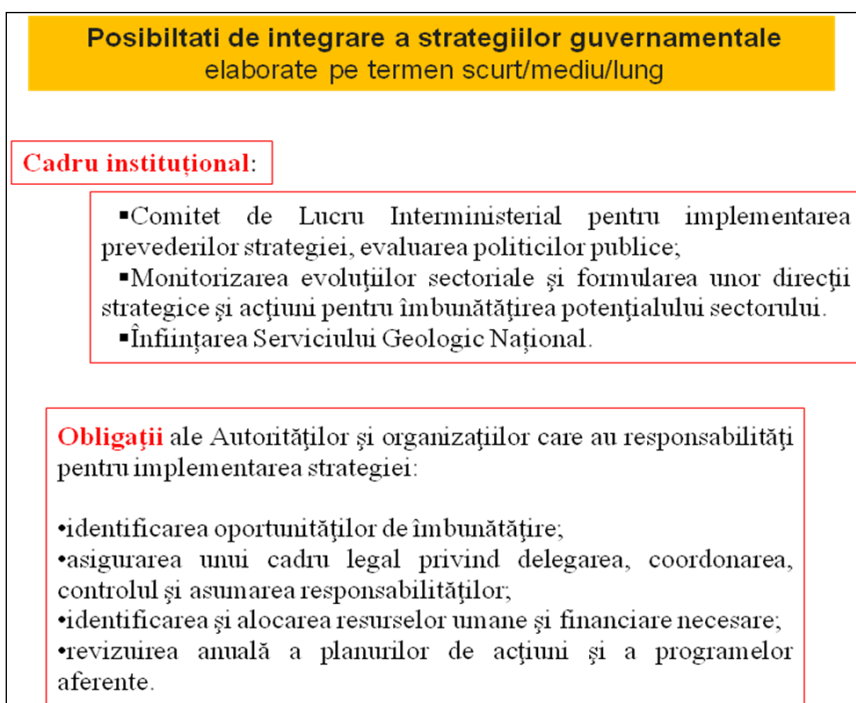 Posibiltati de integrare a strategiilor guvernamentale
elaborate pe termen scurt/mediu/lung
Cadru instituțional:
▪Comitet de Lucru Interministerial pentru implementarea
prevederilor strategiei, evaluarea politicilor publice;
▪Monitorizarea evoluţiilor sectoriale şi formularea unor direcţii
strategice şi acţiuni pentru îmbunătăţirea potenţialului sectorului.
▪Înființarea Serviciului Geologic Național.
Obligaţii ale Autorităţilor şi organizaţiilor care au responsabilităţi
pentru implementarea strategiei:
•identificarea oportunităţilor de îmbunătăţire;
•asigurarea unui cadru legal privind delegarea, coordonarea,
controlul şi asumarea responsabilităţilor;
•identificarea şi alocarea resurselor umane şi financiare necesare;
•revizuirea anuală a planurilor de acţiuni şi a programelor
aferente.